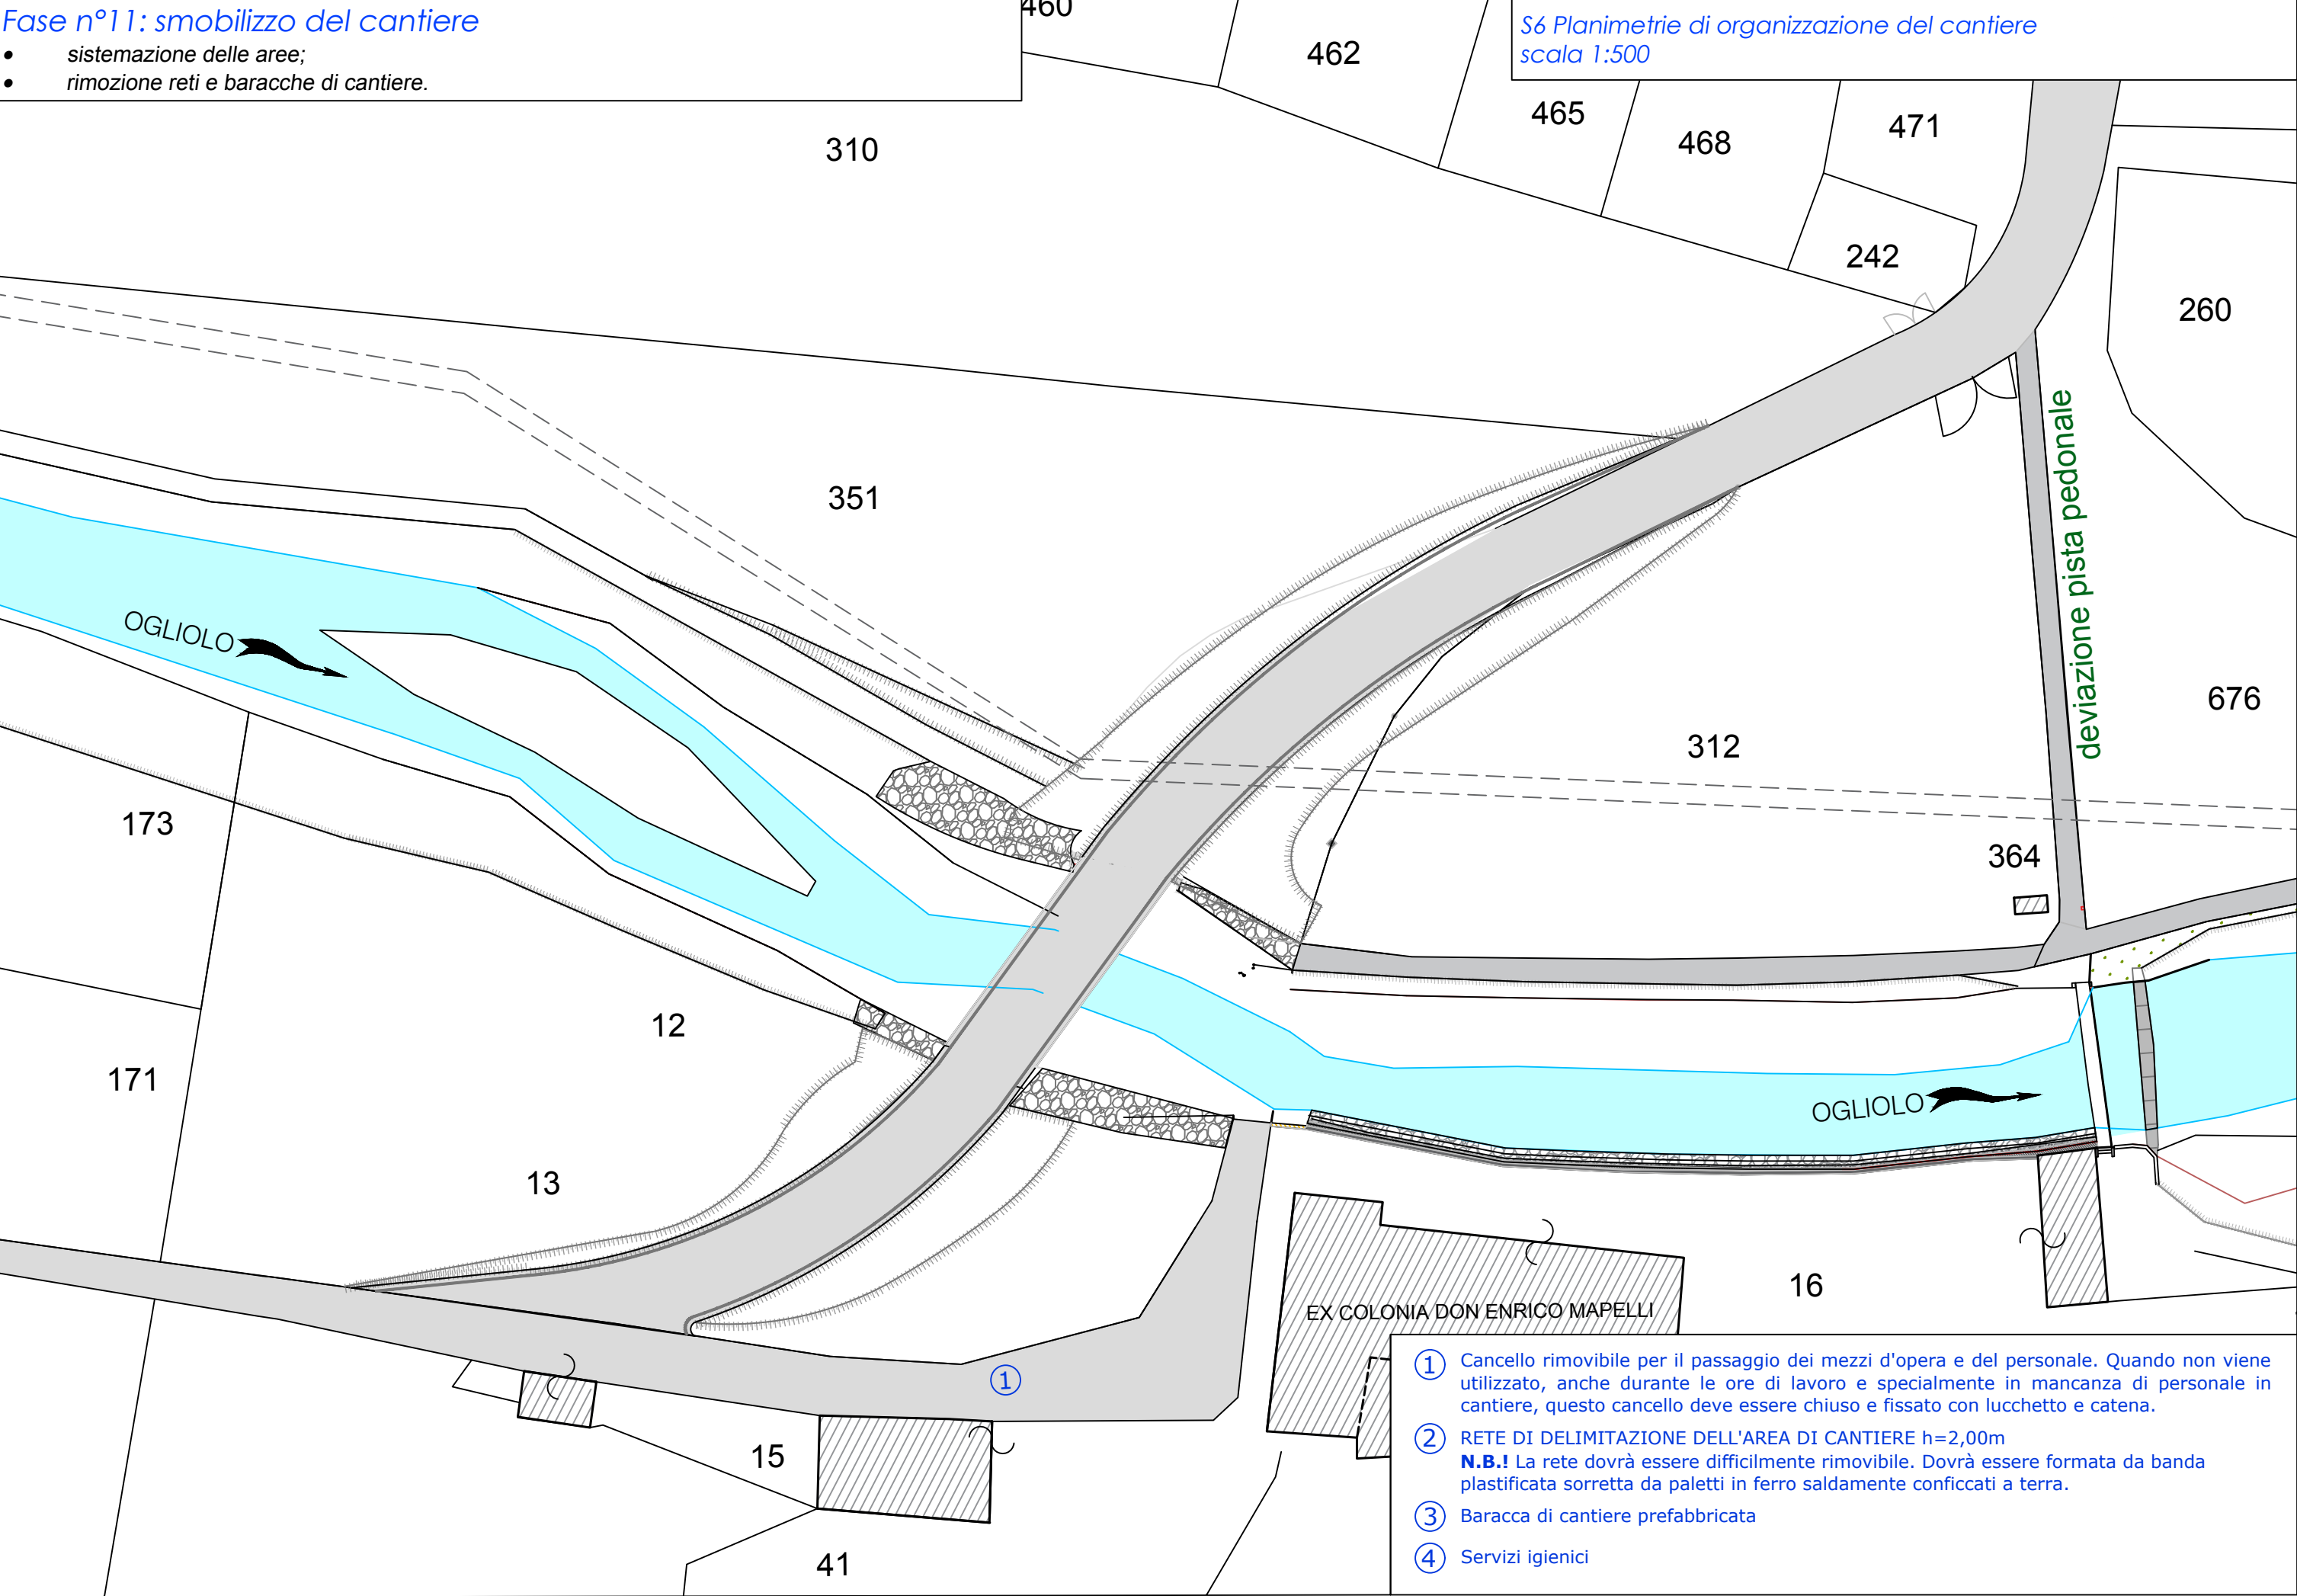 Fase n°11: smobilizzo del cantiere
• sistemazione delle aree;
• rimozione reti e baracche di cantiere.
460
S6 Planimetrie di organizzazione del cantiere
scala 1:500
462
465
468
471
310
242
260
351
deviazione pista pedonale
OGLIOLO
676
312
173
364
12
171
OGLIOLO
13
16
EX COLONIA DON ENRICO MAPELLI
1
15
41
1 Cancello rimovibile per il passaggio dei mezzi d'opera e del personale. Quando non viene
utilizzato, anche durante le ore di lavoro e specialmente in mancanza di personale in
cantiere, questo cancello deve essere chiuso e fissato con lucchetto e catena.
2 RETE DI DELIMITAZIONE DELL'AREA DI CANTIERE h=2,00m
N.B.! La rete dovrà essere difficilmente rimovibile. Dovrà essere formata da banda
plastificata sorretta da paletti in ferro saldamente conficcati a terra.
3 Baracca di cantiere prefabbricata
4 Servizi igienici